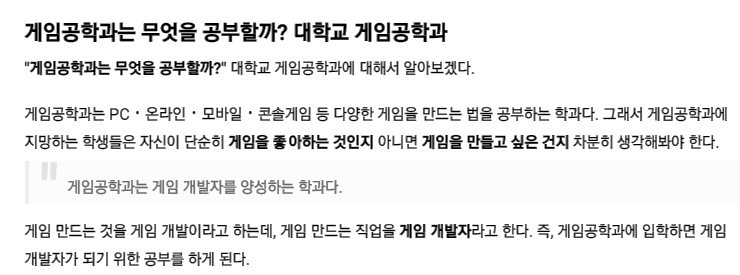 게임공학과는 무엇을 공부할까? 대학교 게임공학과
"게임공학과는 무엇을 공부할까?" 대학교 게임공학과에 대해서 알아보겠다.
게임공학과는 PC · 온라인 · 모바일 · 콘솔게임 등 다양한 게임을 만드는 법을 공부하는 학과다. 그래서 게임공학과에
지망하는 학생들은 자신이 단순히 게임을 좋아하는 것인지 아니면 게임을 만들고 싶은 건지 차분히 생각해봐야 한다.
" 게임공학과는 게임 개발자를 양성하는 학과다.
게임 만드는 것을 게임 개발이라고 하는데, 게임 만드는 직업을 게임 개발자라고 한다. 즉, 게임공학과에 입학하면 게임
개발자가 되기 위한 공부를 하게 된다.